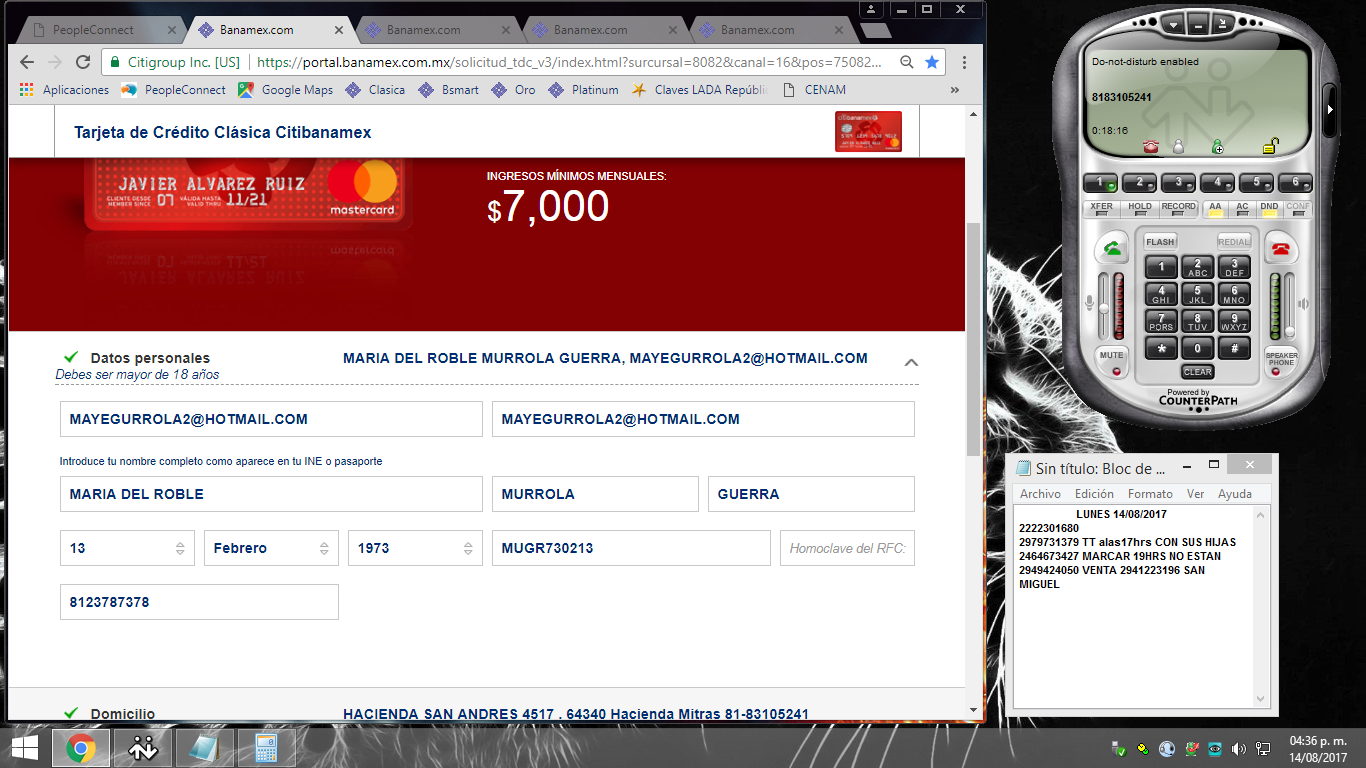 PeopleConnect
Banamex.com
Banamex.com
Banamex.com
Banamex.com
Citigroup Inc. [US]
https://portal.banamex.com.mx/solicitud_tdc_v3/index.html?surcursal=8082&canal=16&pos=75082...
Aplicaciones
PeopleConnect
Google Maps
Clasica
Bsmart
Oro
Platinum
Claves LADA Repúblic
CENAM
»
Tarjeta de Crédito Clásica Citibanamex
citibanamex
JAVIER ALVAREZ RUIZ
CLIENTE DESDE
MEMBER SINCE
07
VÁLIDA HASTA
VALID THRU
11/21
mastercard
INGRESOS MÍNIMOS MENSUALES:
$7,000
Datos personales
MARIA DEL ROBLE MURROLA GUERRA, MAYEGURROLA2@HOTMAIL.COM
Debes ser mayor de 18 años
MAYEGURROLA2@HOTMAIL.COM
MAYEGURROLA2@HOTMAIL.COM
Introduce tu nombre completo como aparece en tu INE o pasaporte
MARIA DEL ROBLE
MURROLA
GUERRA
13
Febrero
1973
MUGR730213
Homoclave del RFC:
8123787378
Domicilio
HACIENDA SAN ANDRES 4517 , 64340 Hacienda Mitras 81-83105241
Do-not-disturb enabled
8183105241
0:18:16
1
2
3
4
5
6
XFER
HOLD
RECORD
AA
AC
DND
CONF
FLASH
REDIAL
1
2 ABC
3 DEF
4 GHI
5 JKL
6 MNO
7 PQRS
8 TUV
9 WXYZ
*
0
#
MUTE
CLEAR
SPEAKER
PHONE
Powered by
COUNTERPATH
Sin título: Bloc de ...
Archivo
Edición
Formato
Ver
Ayuda
LUNES 14/08/2017
2222301680
2979731379 TT alas17hrs CON SUS HIJAS
2464673427 MARCAR 19HRS NO ESTAN
2949424050 VENTA 2941223196 SAN
MIGUEL
04:36 p. m.
14/08/2017